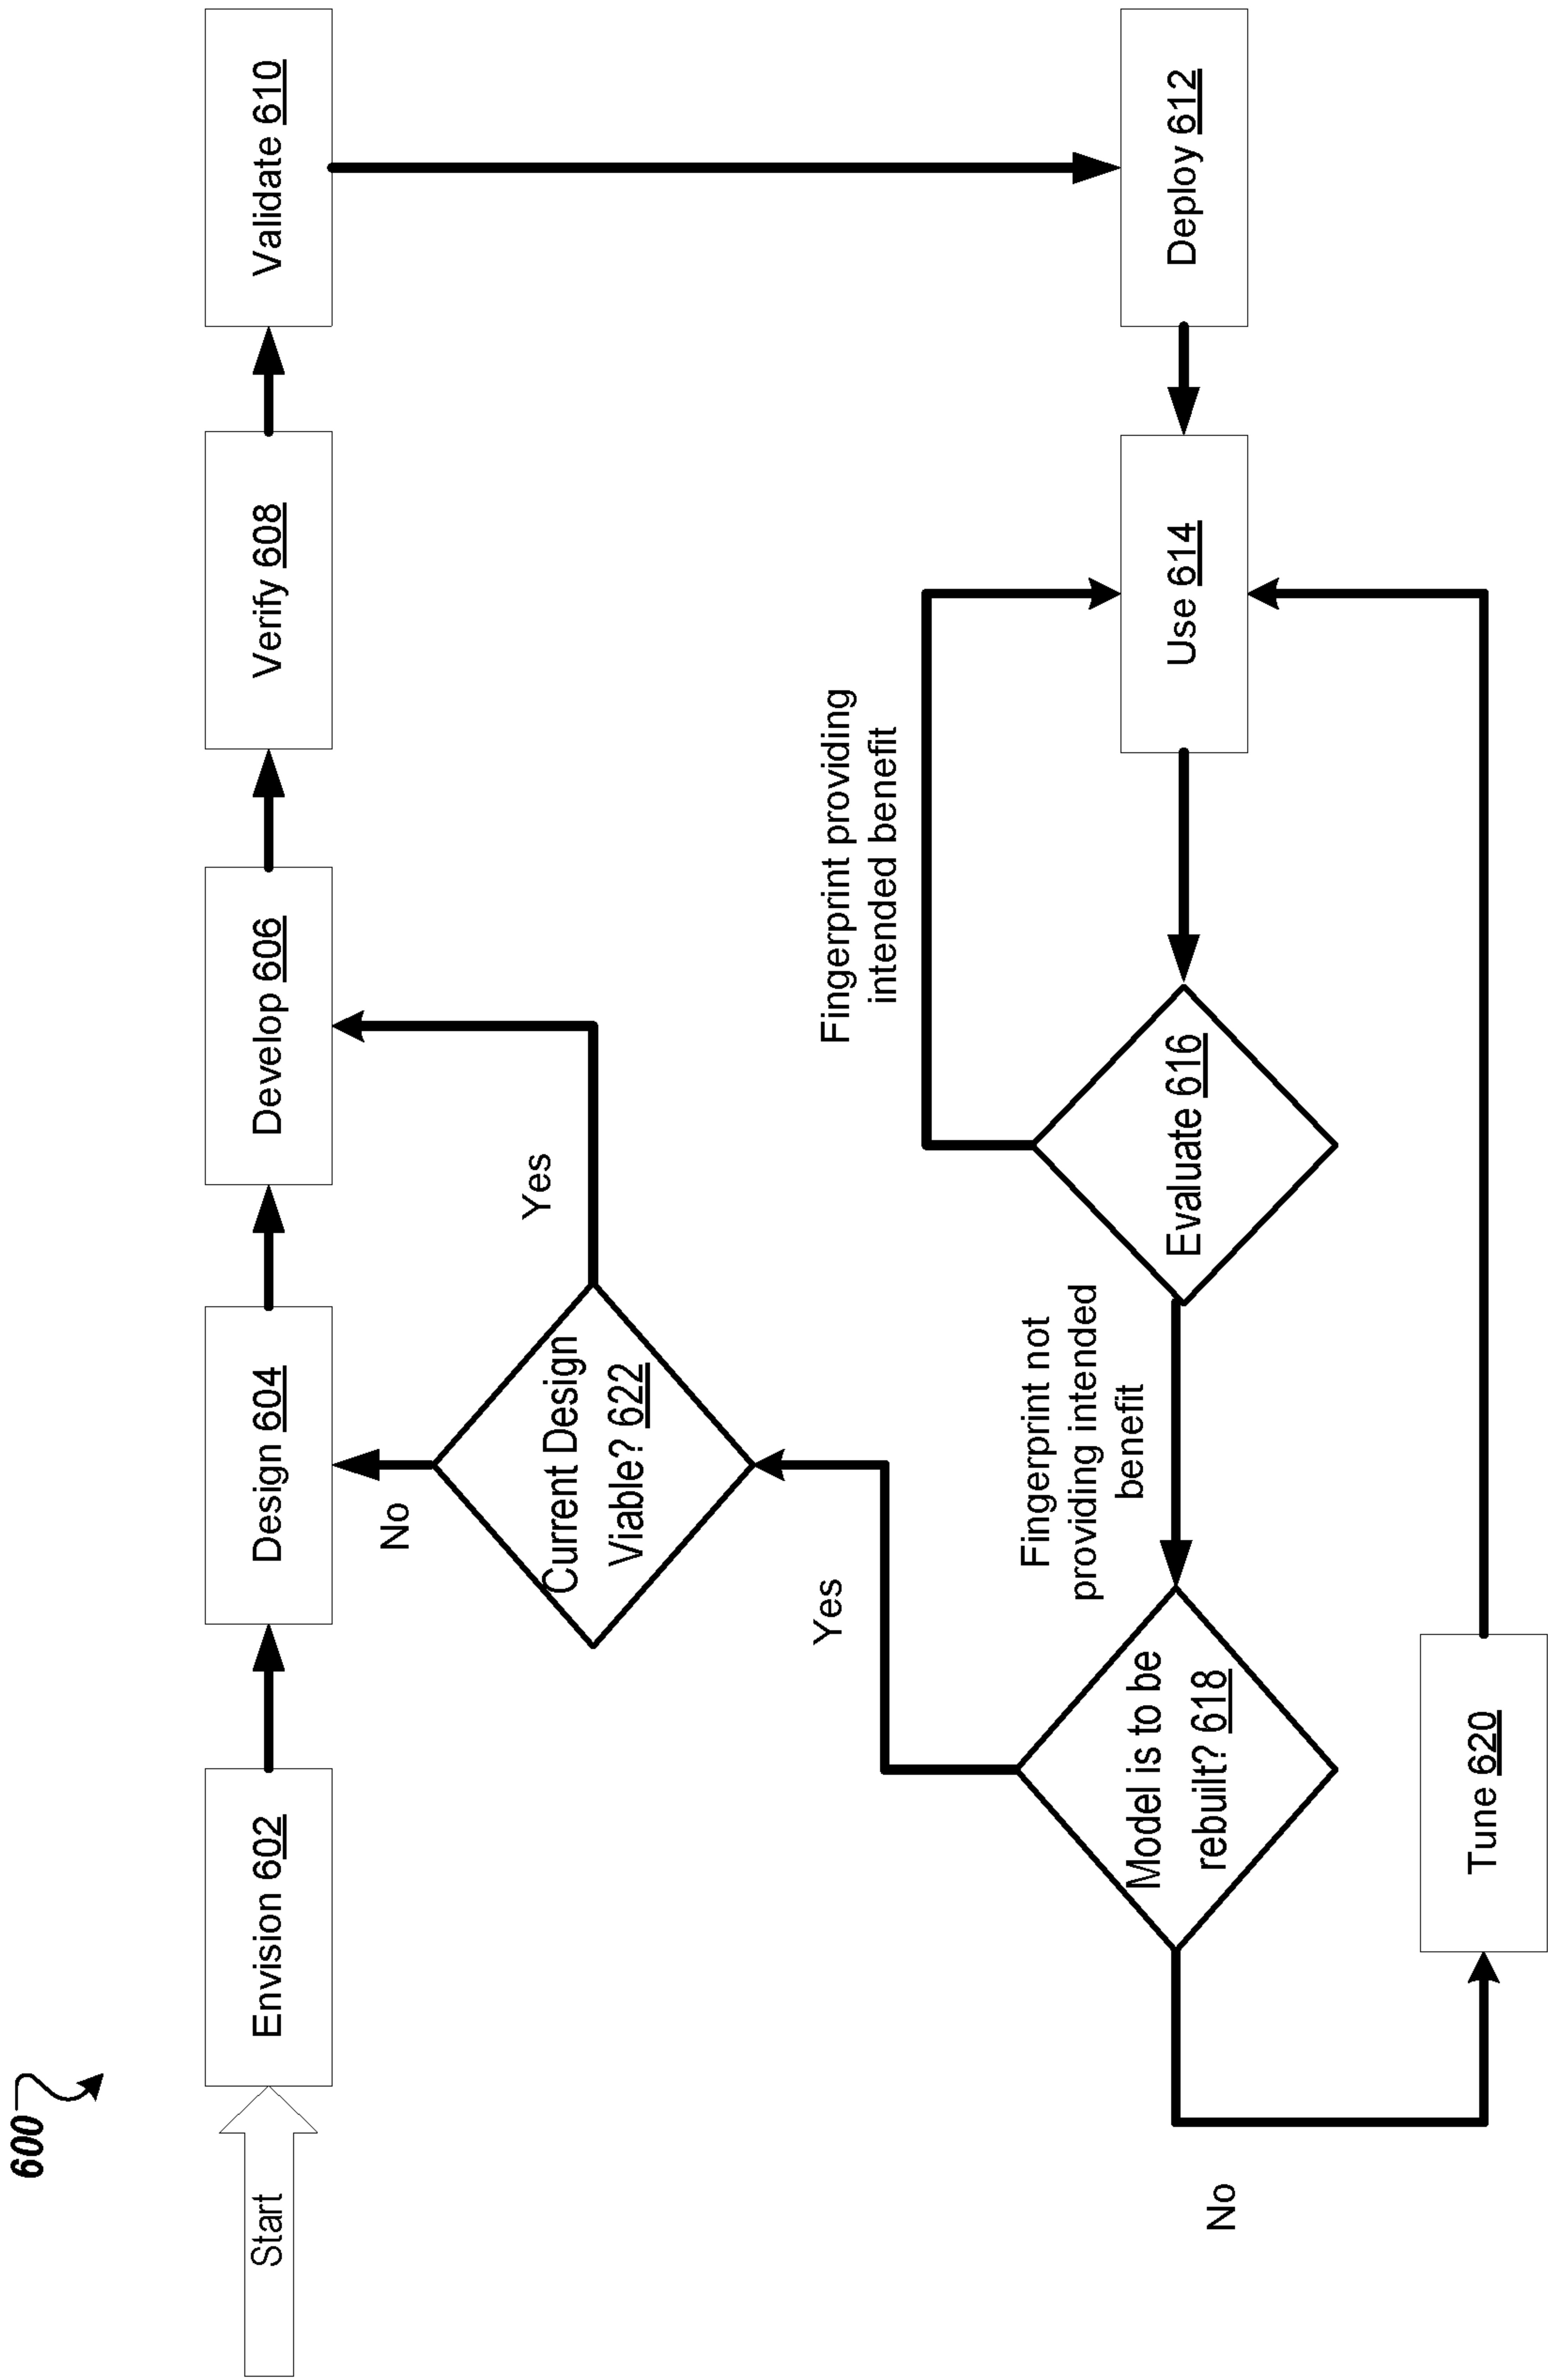 600
Start
Envision 602
Design 604
Develop 606
Verify 608
Validate 610
No
Current Design
Viable? 622
Yes
Yes
Fingerprint providing
intended benefit
Fingerprint not
providing intended
benefit
Model is to be
rebuilt? 618
Evaluate 616
Use 614
Deploy 612
No
Tune 620